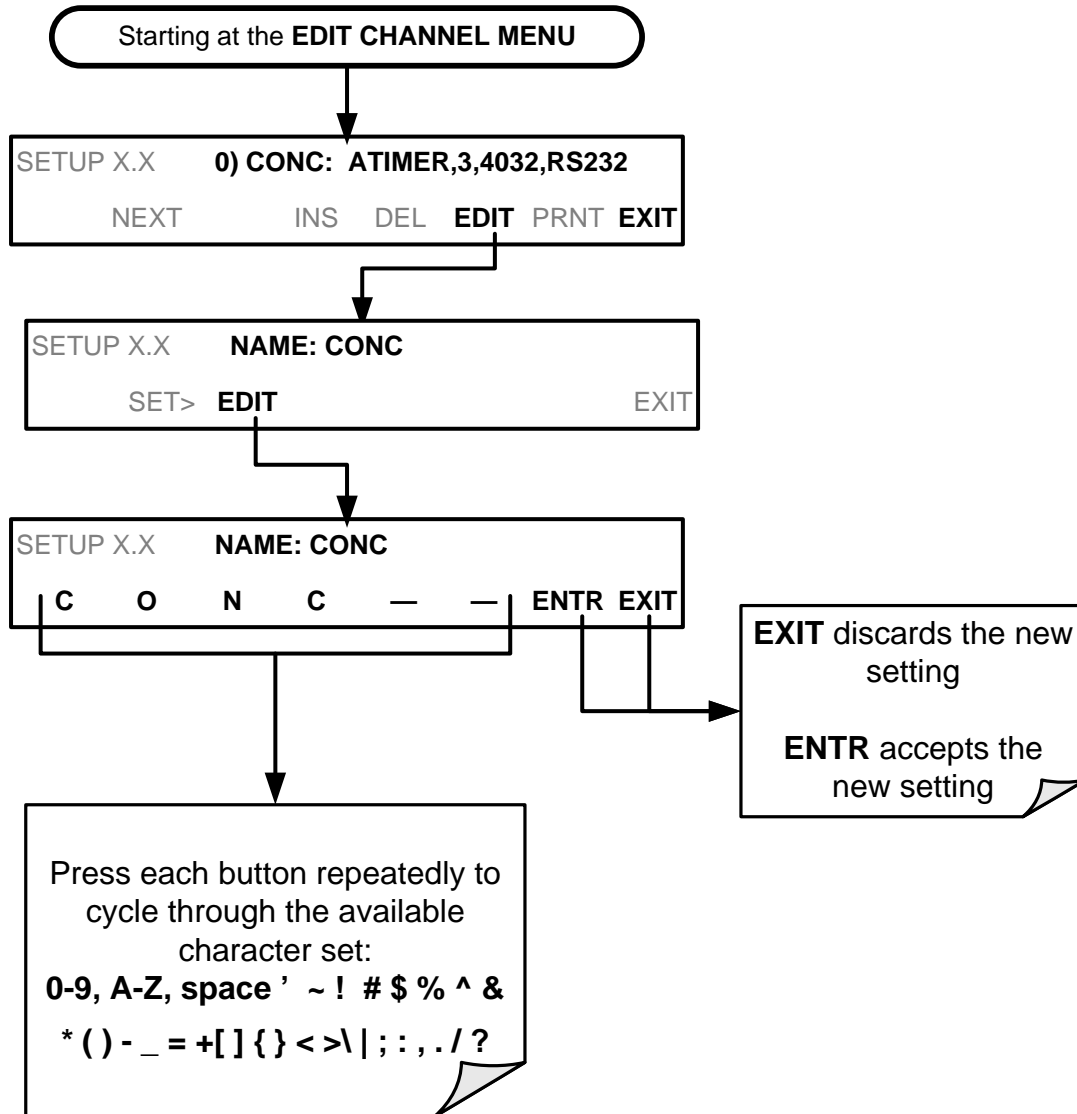 Starting at the EDIT CHANNEL MENU
SETUP X.X 0) CONC: ATIMER,3,4032,RS232
NEXT INS DEL EDIT PRNT EXIT
SETUP X.X NAME: CONC
SET> EDIT EXIT
SETUP X.X NAME: CONC
C O N C — — ENTR EXIT
EXIT discards the new
setting
ENTR accepts the
new setting
Press each button repeatedly to
cycle through the available
character set:
0-9, A-Z, space ’ ~ ! # $ % ^ &
* ( ) - _ = +[ ] { } < >\ | ; : , . / ?